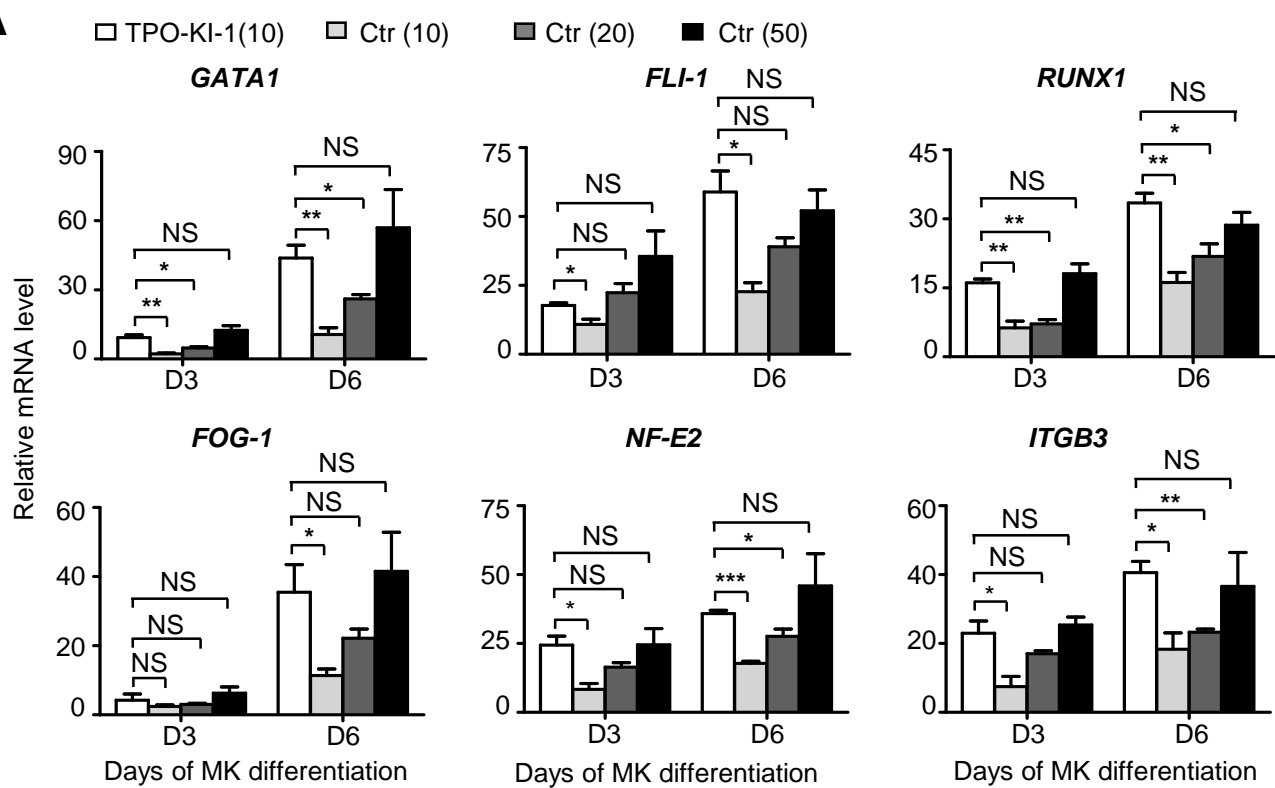 A
TPO-KI-1(10) Ctr (10) Ctr (20) Ctr (50)
GATA1 FLI-1 RUNX1
Relative mRNA level
90
60
30
0
** * NS
** * NS
D3 D6
75
50
25
0
* NS NS
* NS NS
D3 D6
45
30
15
0
** ** NS
** * NS
D3 D6
FOG-1 NF-E2 ITGB3
60
40
20
0
NS NS NS
* NS NS
D3 D6
Days of MK differentiation
75
50
25
0
* NS NS
*** * NS
D3 D6
Days of MK differentiation
60
40
20
0
* NS NS
* ** NS
D3 D6
Days of MK differentiation